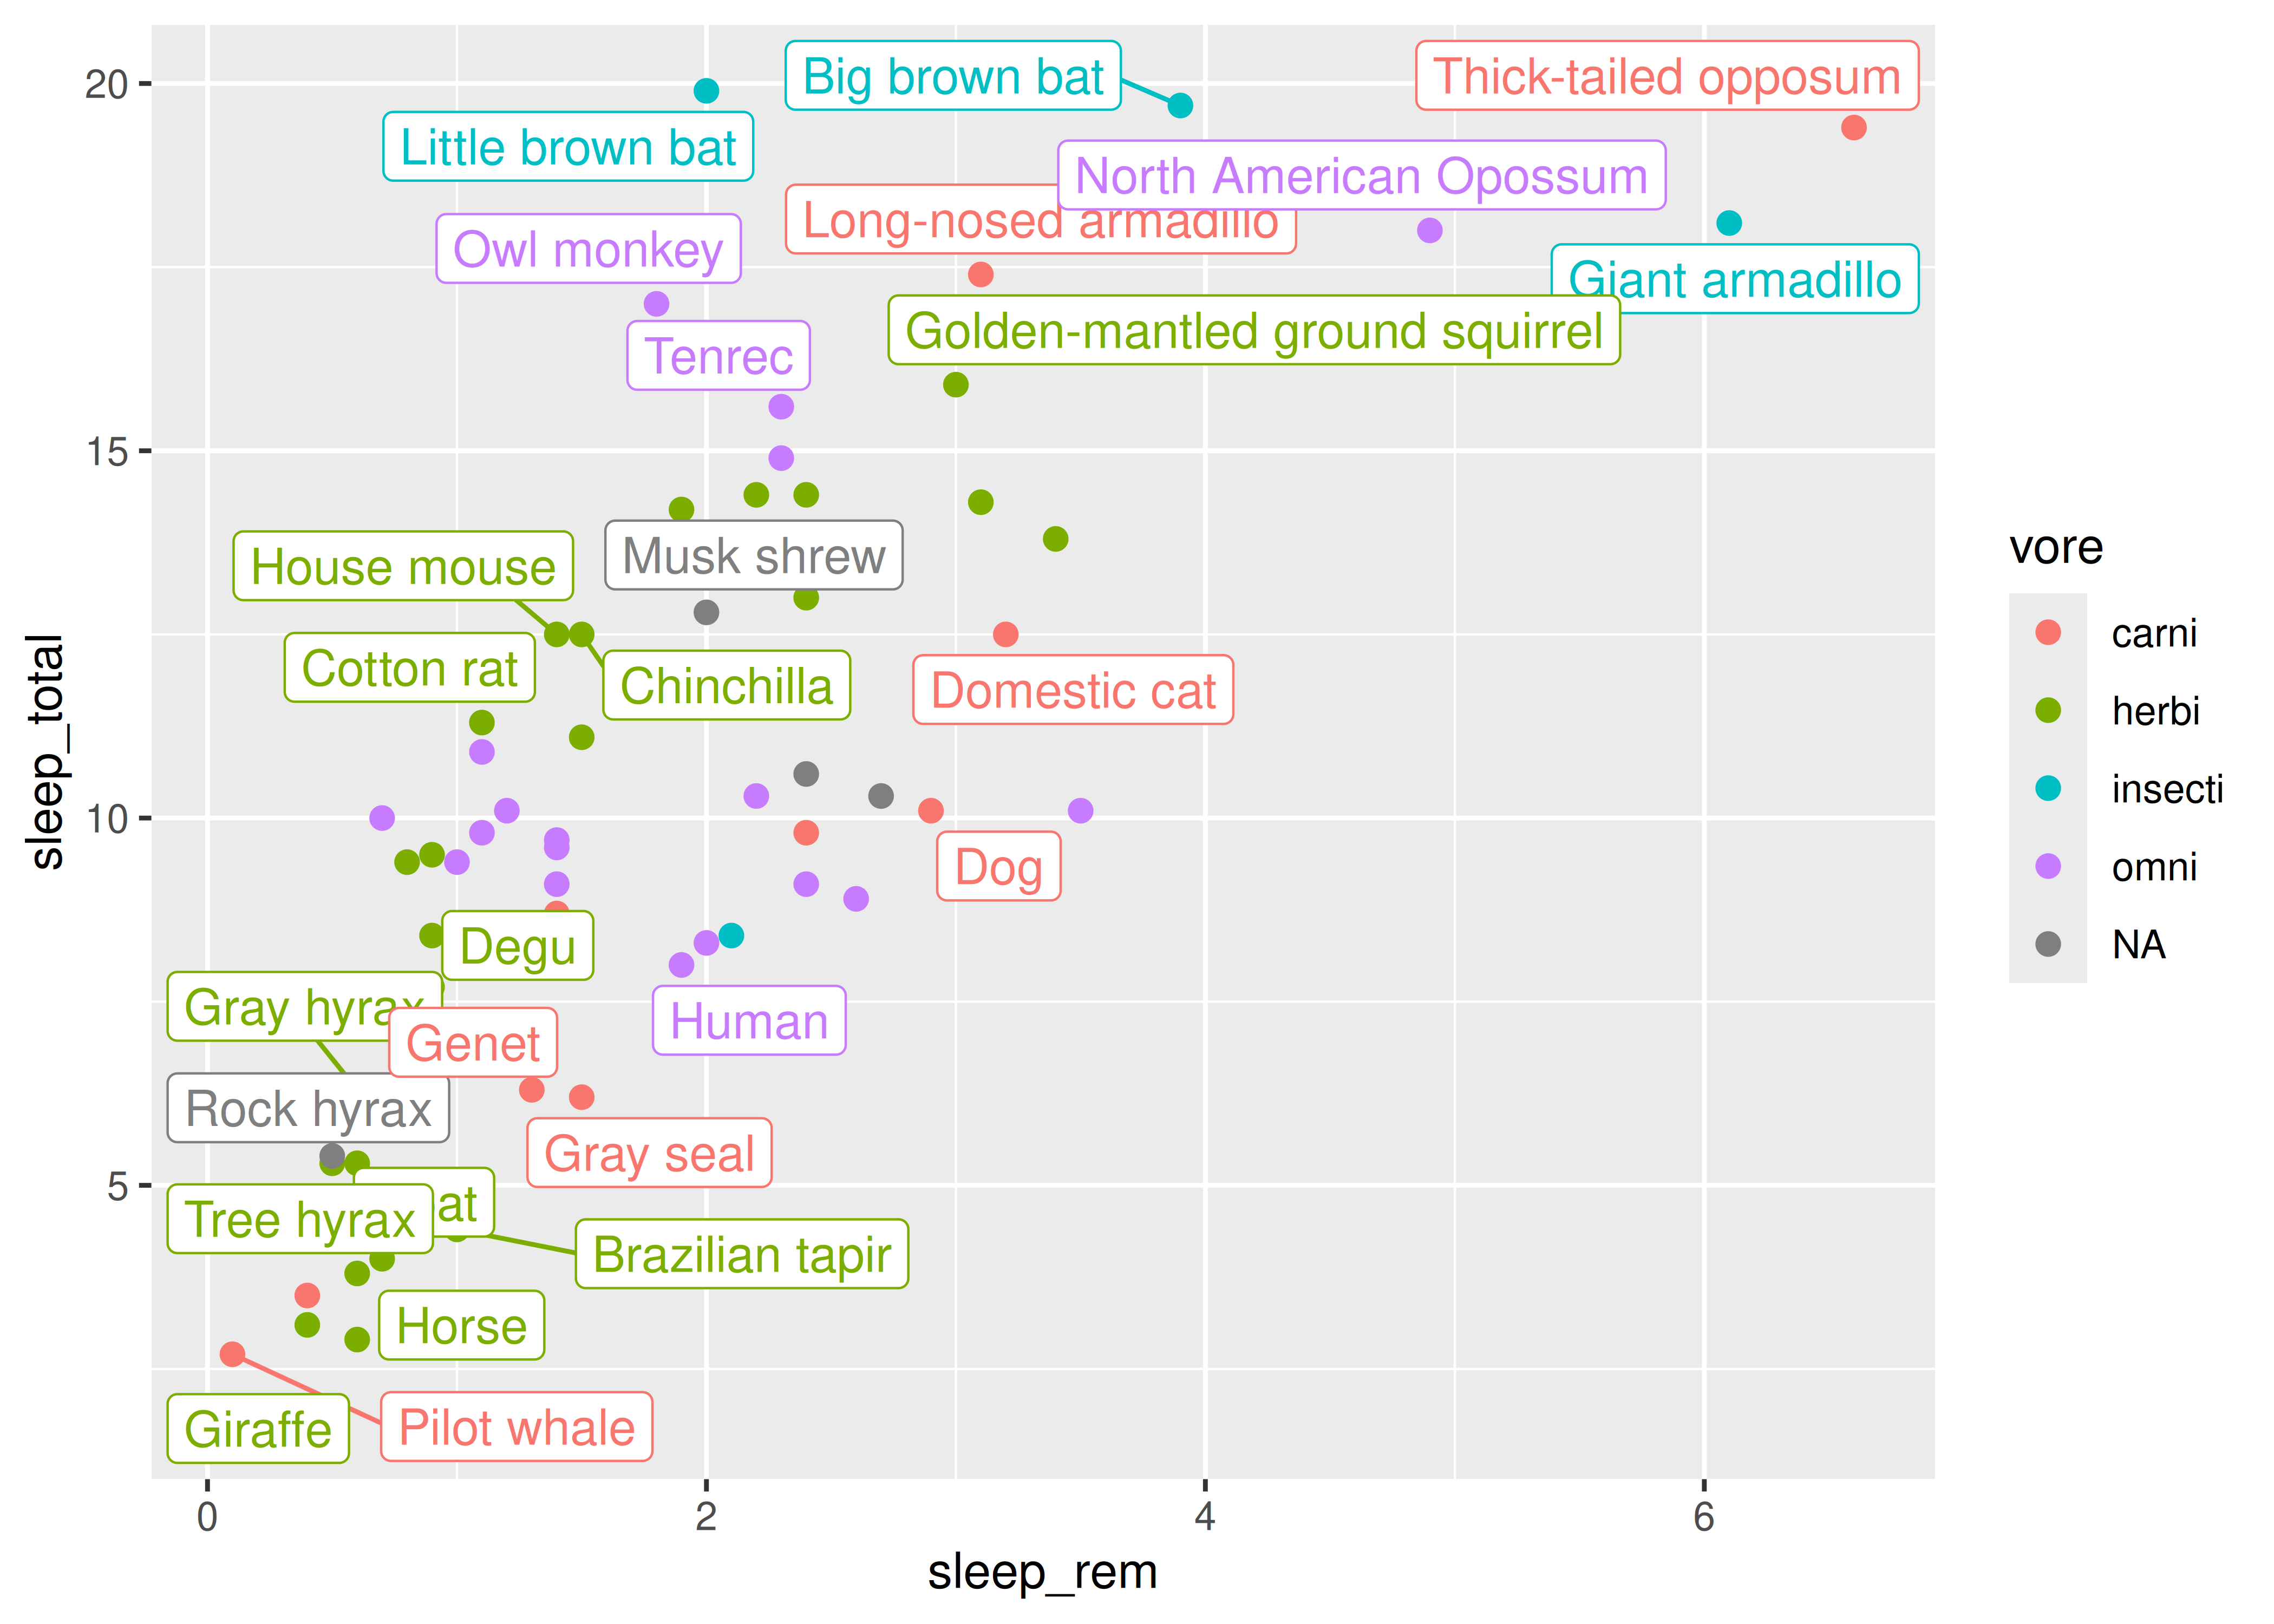 20
15
10
5
sleep_total
Big brown bat
Thick-tailed opposum
Little brown bat
North American Opossum
Long-nosed armadillo
Owl monkey
Giant armadillo
Golden-mantled ground squirrel
Tenrec
Musk shrew
House mouse
Cotton rat
Chinchilla
Domestic cat
Dog
Degu
Gray hyrax
Human
Genet
Rock hyrax
Gray seal
Tree hyrax
Brazilian tapir
Horse
Giraffe
Pilot whale
0 2 4 6
sleep_rem
vore
carni
herbi
insecti
omni
NA